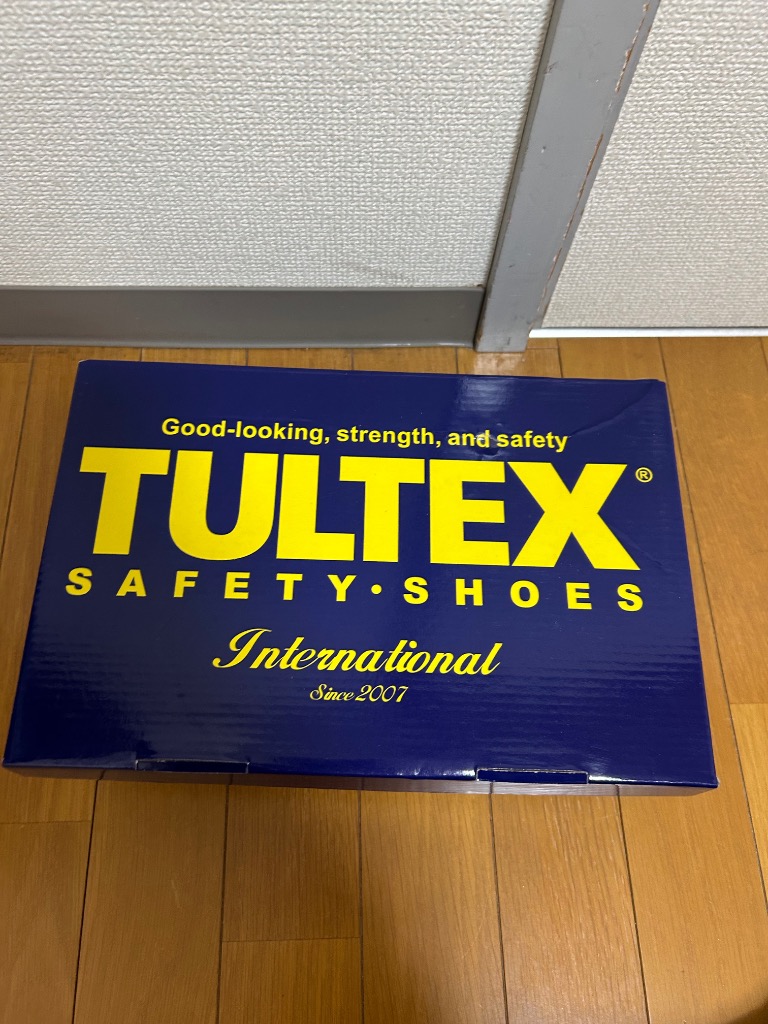 Good-looking, strength, and safety
TULTEX®
SAFETY・SHOES
International
Since 2007